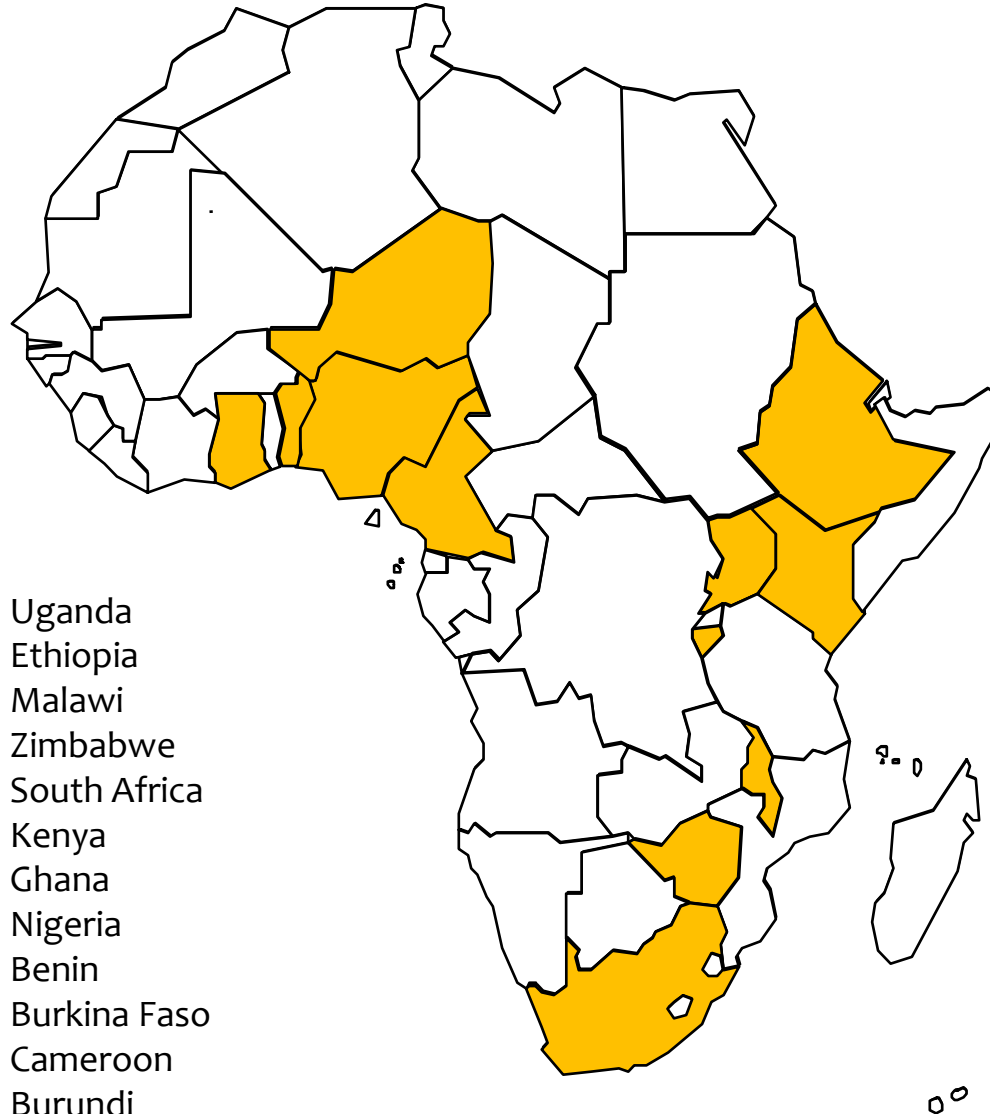 Uganda
Ethiopia
Malawi
Zimbabwe
South Africa
Kenya
Ghana
Nigeria
Benin
Burkina Faso
Cameroon
Burundi